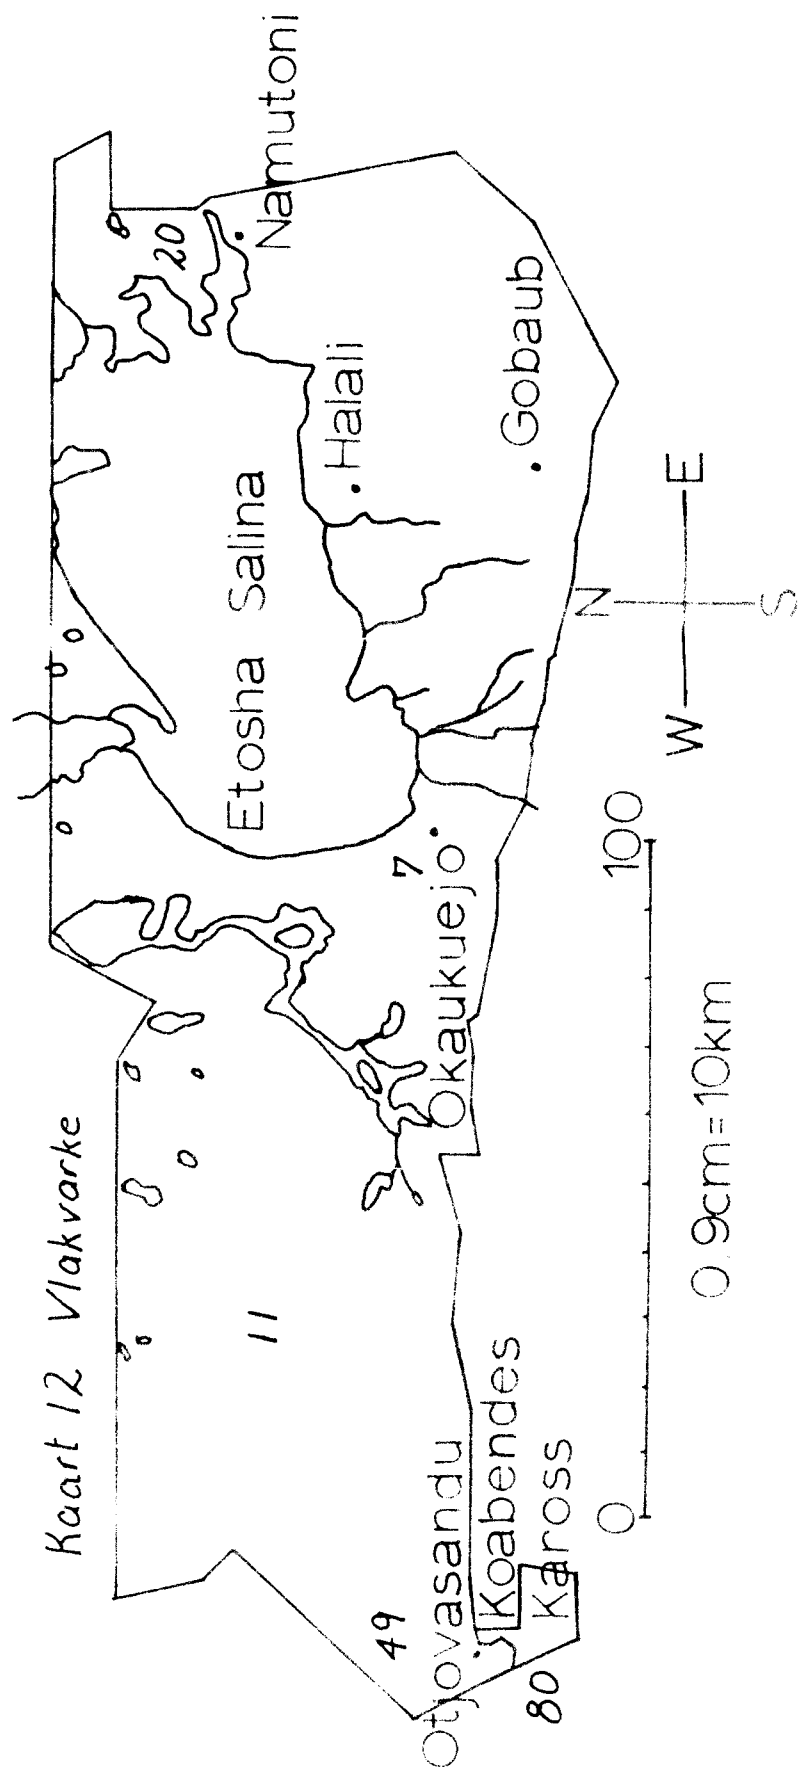 Kaart 12 Vlakvarke
8
20
Namutoni
Etosha Salina
Halali
Gobaub
11
7
Okaukuejo
49
Otjovasandu
Koabendes
Kaross
80
N
W
E
S
0
100
0.9cm=10km